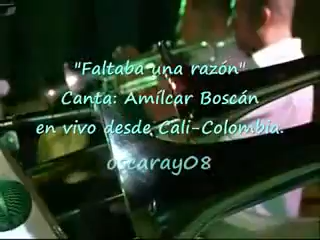 "Faltaba una razón"
Canta: Amílcar Boscán
en vivo desde Cali-Colombia.
oscaray08